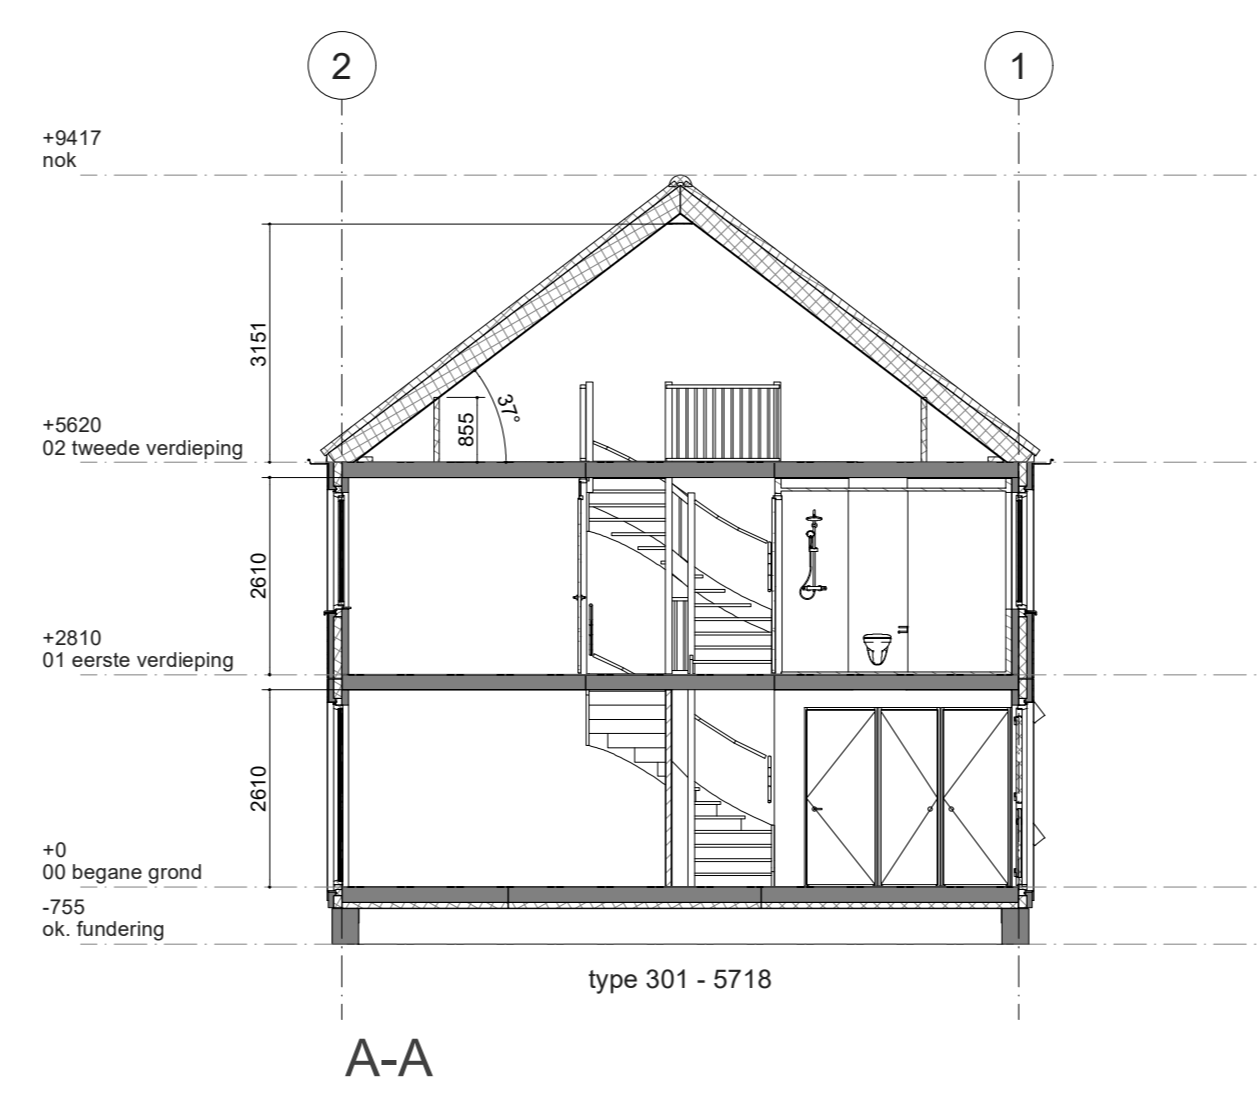 2
1
+9417
nok
3151
37°
855
+5620
02 tweede verdieping
2610
+2810
01 eerste verdieping
2610
+0
00 begane grond
-755
ok. fundering
type 301 - 5718
A-A